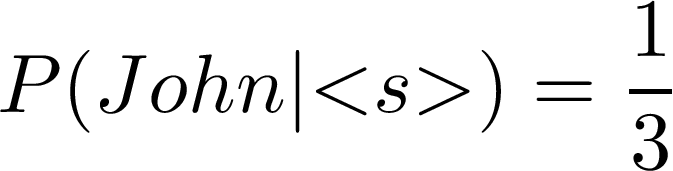 P(John|<s>) = 1/3